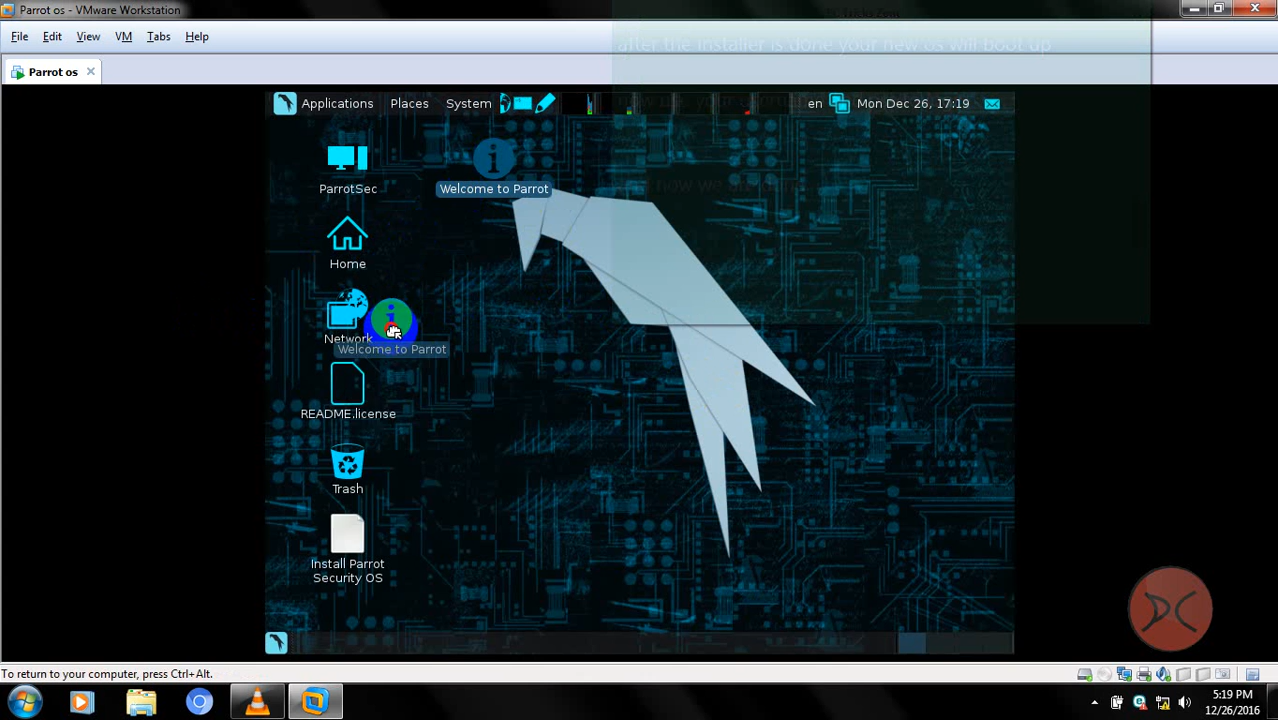 Parrot os - VMware Workstation
after the installer is done your new os will boot up
File Edit View VM Tabs Help
Parrot os
Applications Places System en Mon Dec 26, 17:19
ParrotSec
Welcome to Parrot
now we
Home
Network
Welcome to Parrot
README.license
Trash
Install Parrot
Security OS
DC
To return to your computer, press Ctrl+Alt.
5:19 PM
12/26/2016